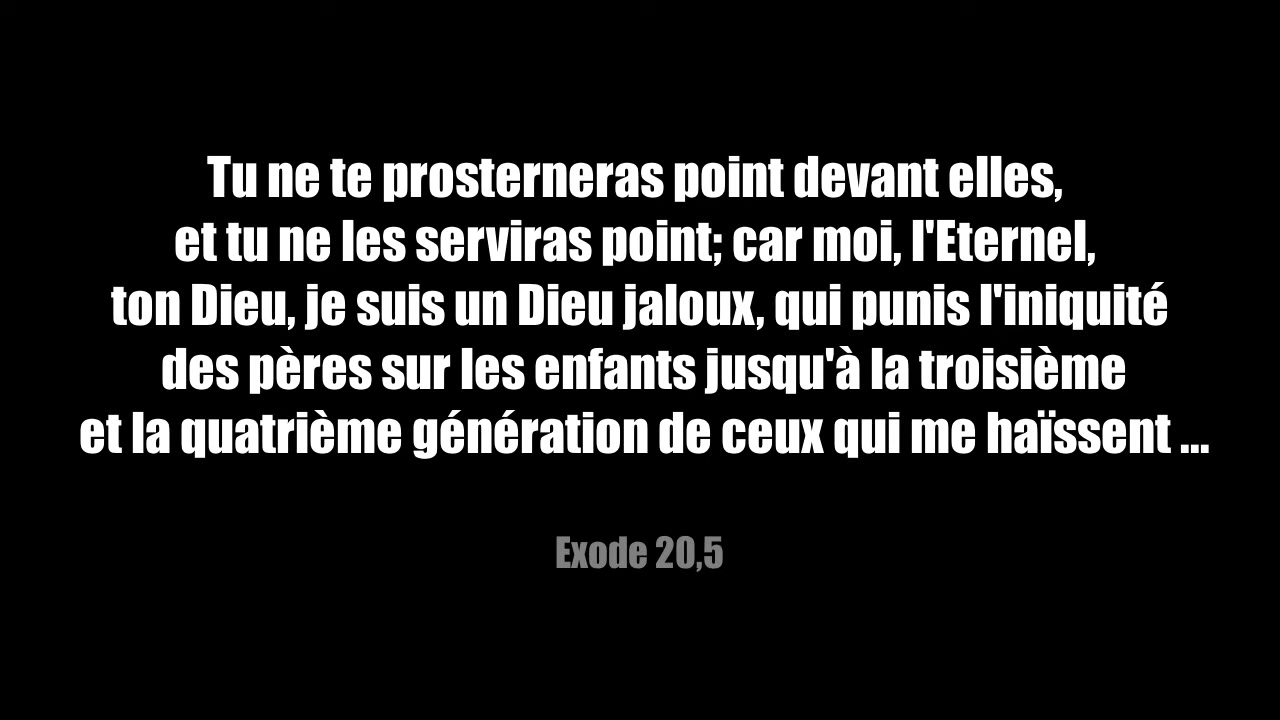 Tu ne te prosterneras point devant elles,
et tu ne les serviras point; car moi, l'Eternel,
ton Dieu, je suis un Dieu jaloux, qui punis l'iniquité
des pères sur les enfants jusqu'à la troisième
et la quatrième génération de ceux qui me haïssent ...
Exode 20,5